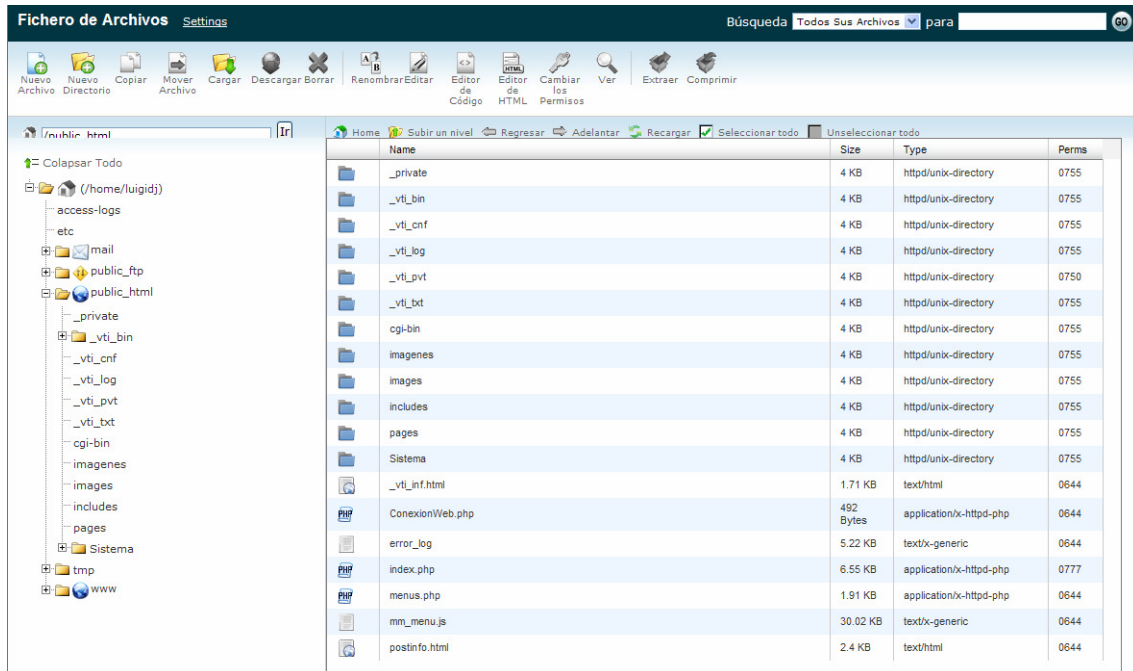 Fichero de Archivos Settings Búsqueda Todos Sus Archivos para GO
Nuevo Archivo
Nuevo Directorio
Copiar
Mover Archivo
Cargar
Descargar
Borrar
Renombrar
Editar
Editor de Código
Editor de HTML
Cambiar los Permisos
Ver
Extraer
Comprimir
/public_html Ir
Home Subir un nivel Regresar Adelantar Recargar Seleccionar todo Unseleccionar todo
Colapsar Todo
(/home/luigidj)
access-logs
etc
mail
public_ftp
public_html
_private
_vti_bin
_vti_cnf
_vti_log
_vti_pvt
_vti_txt
cgi-bin
imagenes
images
includes
pages
Sistema
tmp
www
Name Size Type Perms
_private 4 KB httpd/unix-directory 0755
_vti_bin 4 KB httpd/unix-directory 0755
_vti_cnf 4 KB httpd/unix-directory 0755
_vti_log 4 KB httpd/unix-directory 0755
_vti_pvt 4 KB httpd/unix-directory 0750
_vti_txt 4 KB httpd/unix-directory 0755
cgi-bin 4 KB httpd/unix-directory 0755
imagenes 4 KB httpd/unix-directory 0755
images 4 KB httpd/unix-directory 0755
includes 4 KB httpd/unix-directory 0755
pages 4 KB httpd/unix-directory 0755
Sistema 4 KB httpd/unix-directory 0755
_vti_inf.html 1.71 KB text/html 0644
PHP ConexionWeb.php 492 Bytes application/x-httpd-php 0644
error_log 5.22 KB text/x-generic 0644
PHP index.php 6.55 KB application/x-httpd-php 0777
PHP menus.php 1.91 KB application/x-httpd-php 0644
mm_menu.js 30.02 KB text/x-generic 0644
postinfo.html 2.4 KB text/html 0644